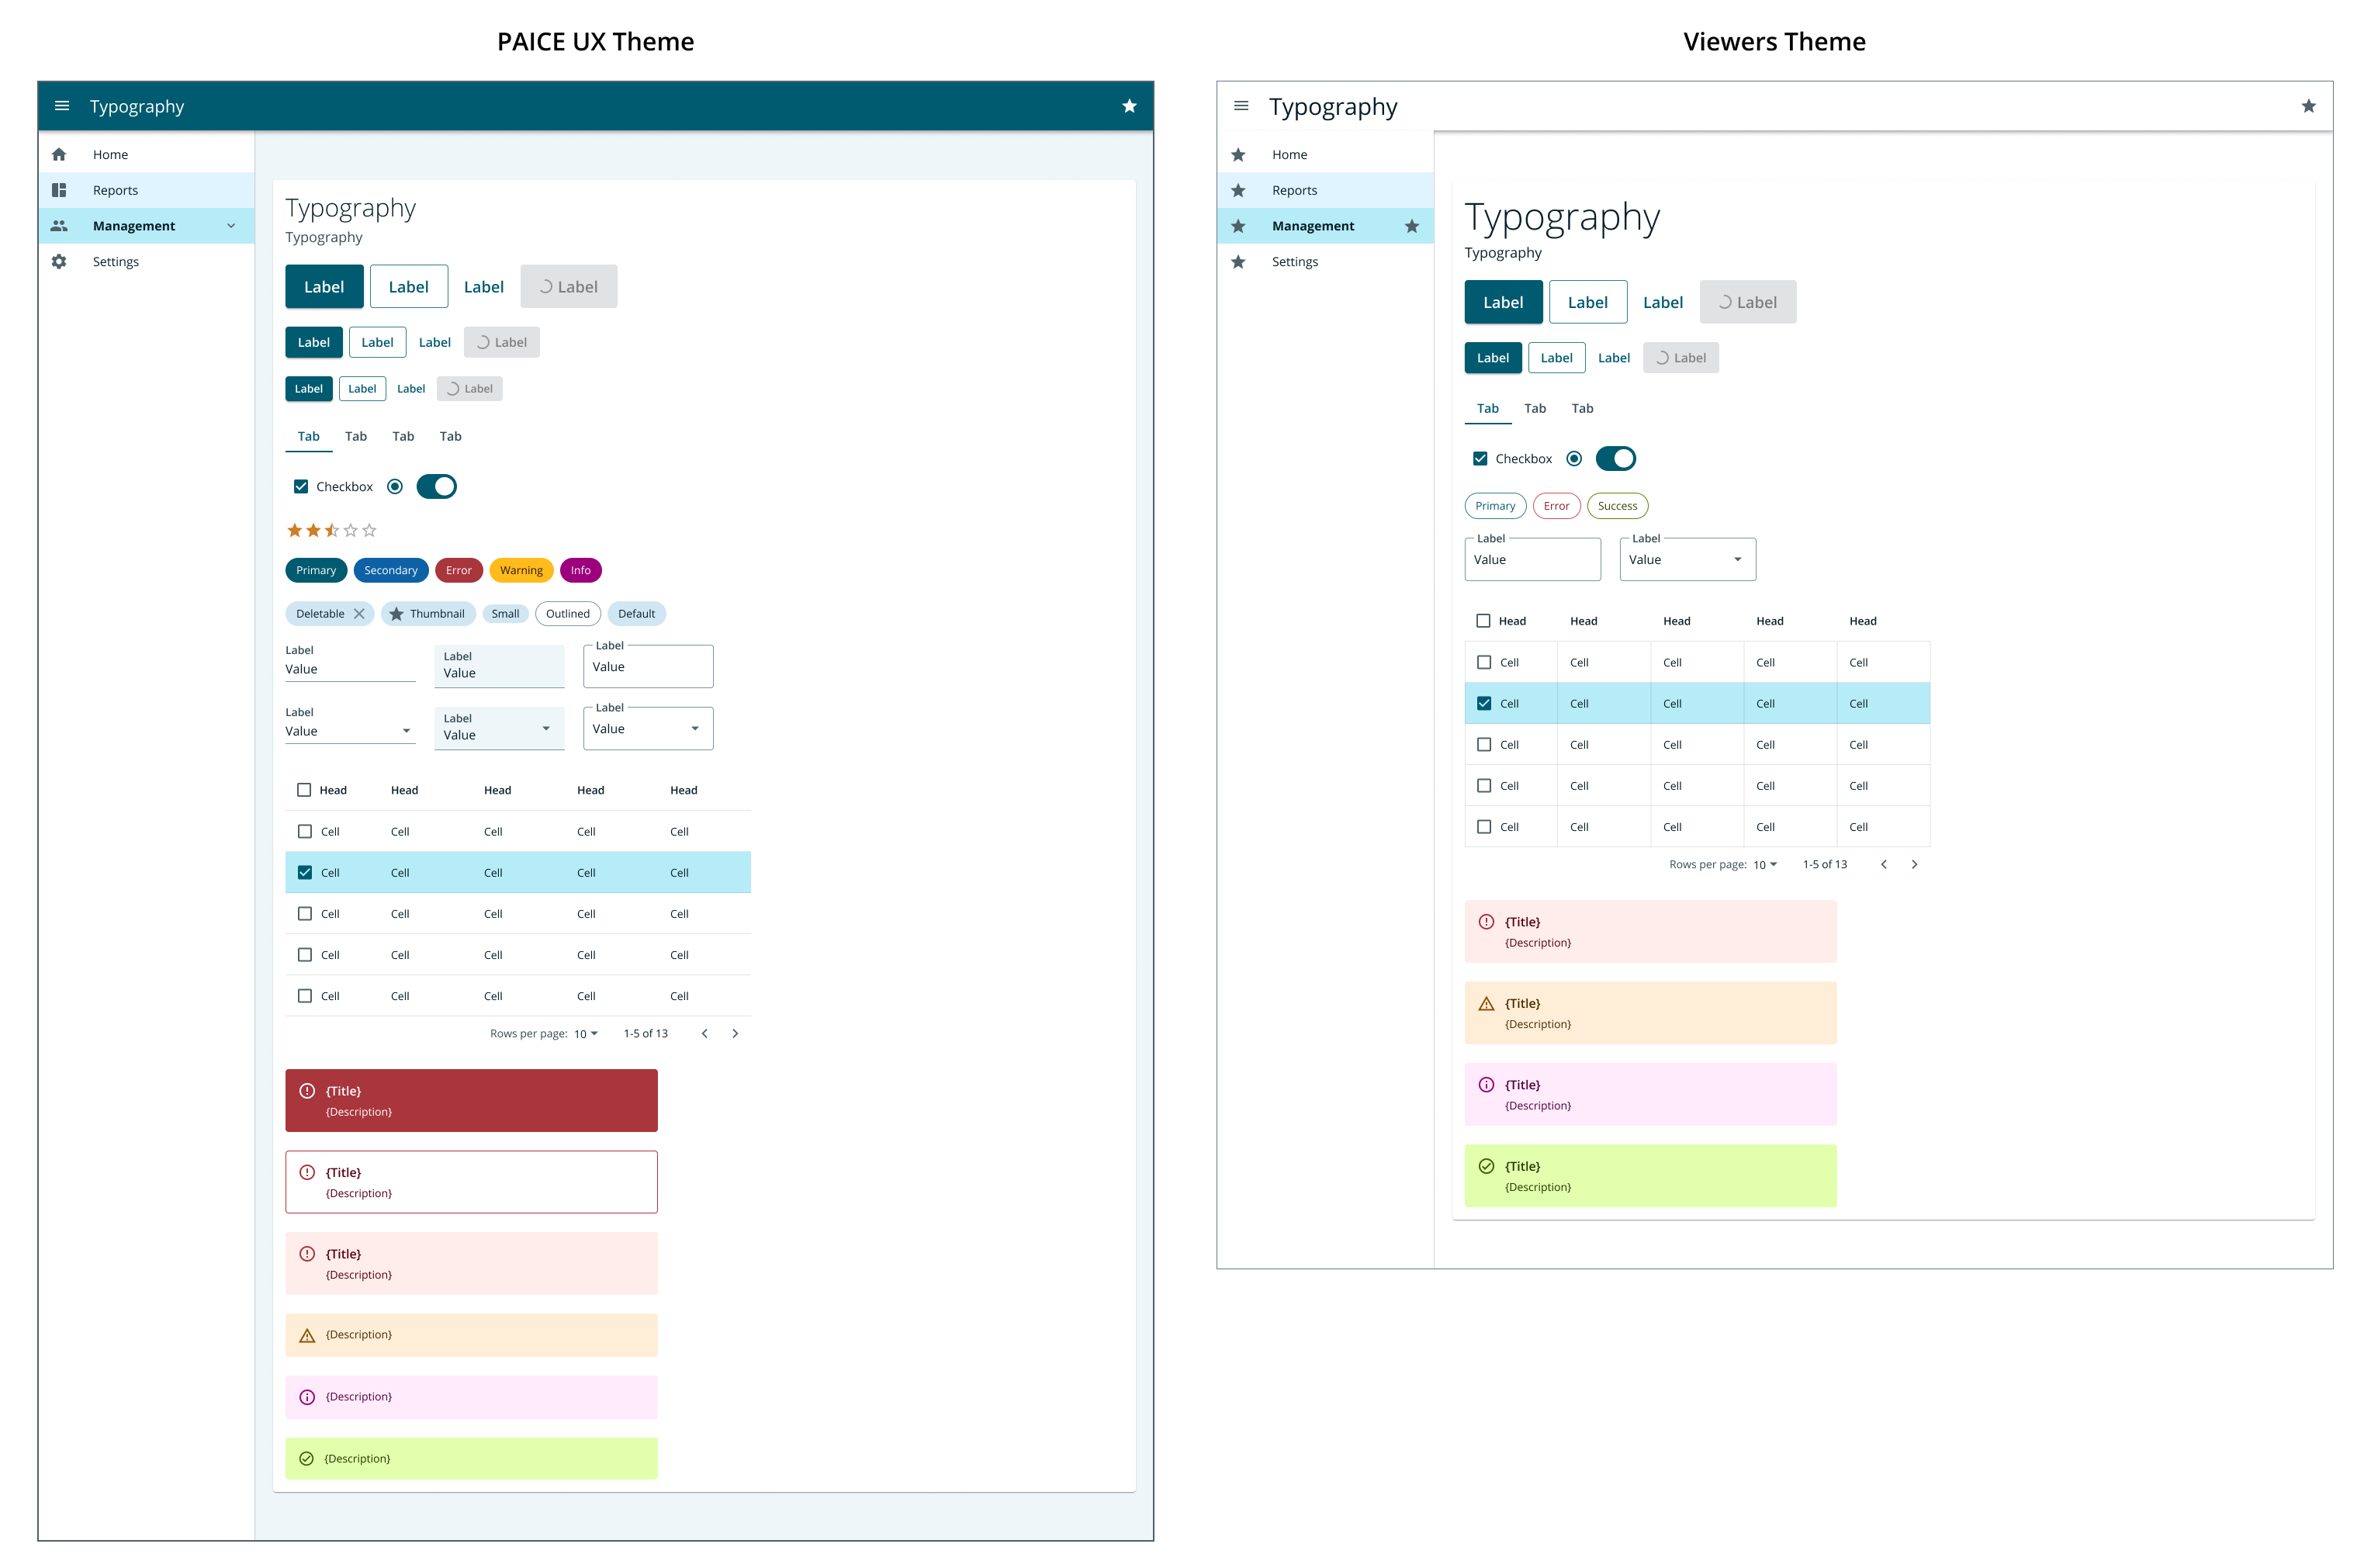 PAICE UX Theme
Typography
Home
Reports
Management
Settings
Typography
Typography
Label Label Label Label
Label Label Label Label
Label Label Label Label
Tab Tab Tab Tab
Checkbox
Primary Secondary Error Warning Info
Deletable Thumbnail Small Outlined Default
Label Label Label
Value Value Value
Label Label Label
Value Value Value
Head Head Head Head Head
Cell Cell Cell Cell Cell
Cell Cell Cell Cell Cell
Cell Cell Cell Cell Cell
Cell Cell Cell Cell Cell
Cell Cell Cell Cell Cell
Rows per page: 10 1-5 of 13
{Title}
{Description}
{Title}
{Description}
{Title}
{Description}
{Description}
{Description}
{Description}
Viewers Theme
Typography
Home
Reports
Management
Settings
Typography
Typography
Label Label Label Label
Label Label Label Label
Tab Tab Tab
Checkbox
Primary Error Success
Label Label
Value Value
Head Head Head Head Head
Cell Cell Cell Cell Cell
Cell Cell Cell Cell Cell
Cell Cell Cell Cell Cell
Cell Cell Cell Cell Cell
Cell Cell Cell Cell Cell
Rows per page: 10 1-5 of 13
{Title}
{Description}
{Title}
{Description}
{Title}
{Description}
{Title}
{Description}